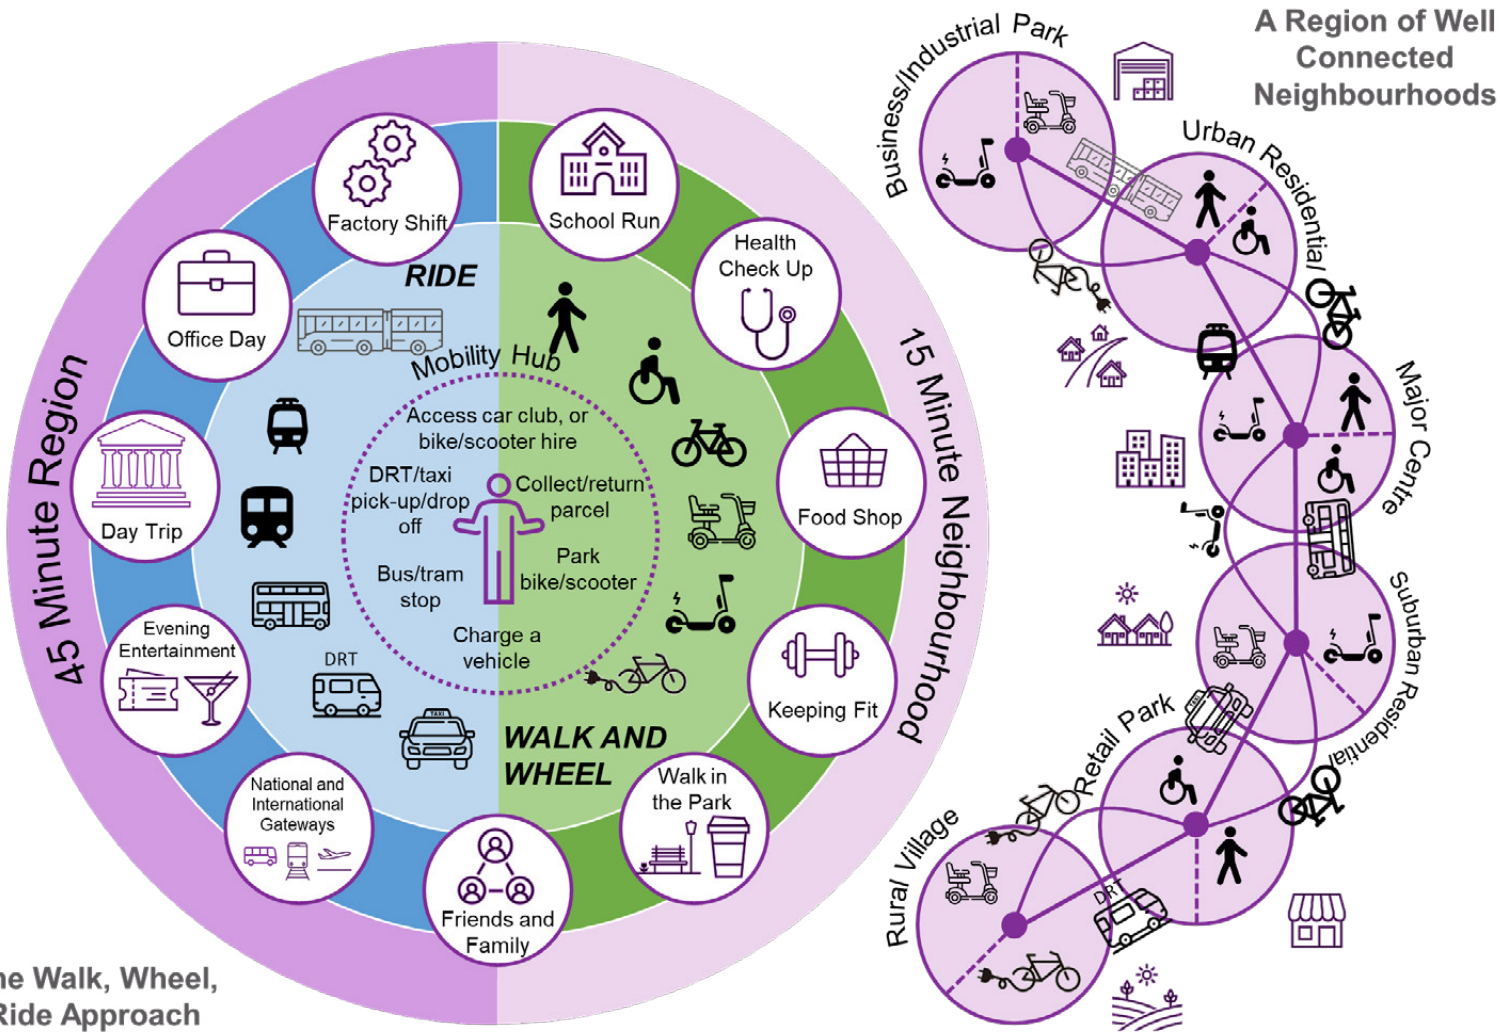 A Region of Well
Connected
Neighbourhoods
45 Minute Region
15 Minute Neighbourhood
RIDE
WALK AND
WHEEL
Factory Shift
School Run
Health
Check Up
Office Day
Day Trip
Food Shop
Evening
Entertainment
Keeping Fit
National and
International
Gateways
Walk in
the Park
Friends and
Family
Mobility Hub
Access car club, or
bike/scooter hire
DRT/taxi
pick-up/drop
off
Collect/return
parcel
Bus/tram
stop
Park
bike/scooter
Charge a
vehicle
DRT
TAXI
Business/Industrial Park
Urban Residential
Major Centre
Suburban Residential
Retail Park
Rural Village
DRT
he Walk, Wheel,
Ride Approach